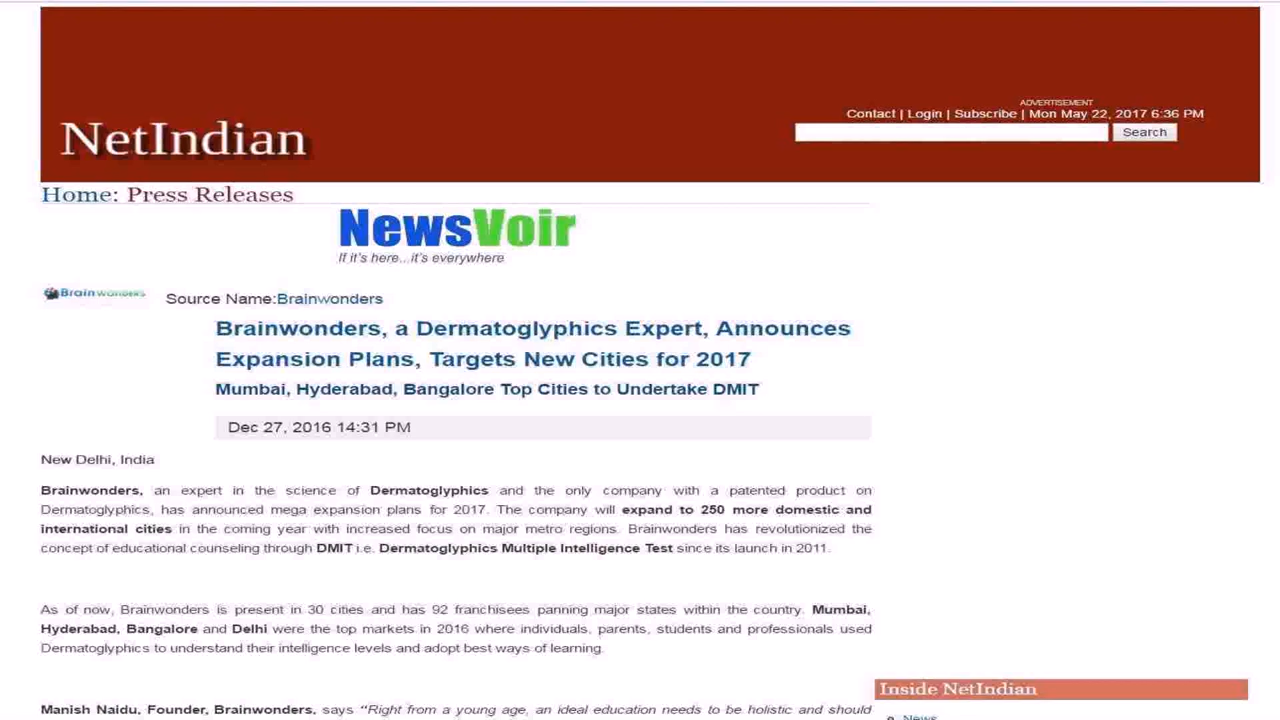 ADVERTISEMENT
Contact | Login | Subscribe | Mon May 22, 2017 6:36 PM
NetIndian
Search
Home: Press Releases
NewsVoir
If it's here...it's everywhere
Brainwonders
Source Name:Brainwonders
Brainwonders, a Dermatoglyphics Expert, Announces
Expansion Plans, Targets New Cities for 2017
Mumbai, Hyderabad, Bangalore Top Cities to Undertake DMIT
Dec 27, 2016 14:31 PM
New Delhi, India
Brainwonders, an expert in the science of Dermatoglyphics and the only company with a patented product on
Dermatoglyphics, has announced mega expansion plans for 2017. The company will expand to 250 more domestic and
international cities in the coming year with increased focus on major metro regions. Brainwonders has revolutionized the
concept of educational counseling through DMIT i.e. Dermatoglyphics Multiple Intelligence Test since its launch in 2011.
As of now, Brainwonders is present in 30 cities and has 92 franchisees panning major states within the country. Mumbai,
Hyderabad, Bangalore and Delhi were the top markets in 2016 where individuals, parents, students and professionals used
Dermatoglyphics to understand their intelligence levels and adopt best ways of learning.
Manish Naidu, Founder, Brainwonders, says "Right from a young age, an ideal education needs to be holistic and should
Inside NetIndian
News